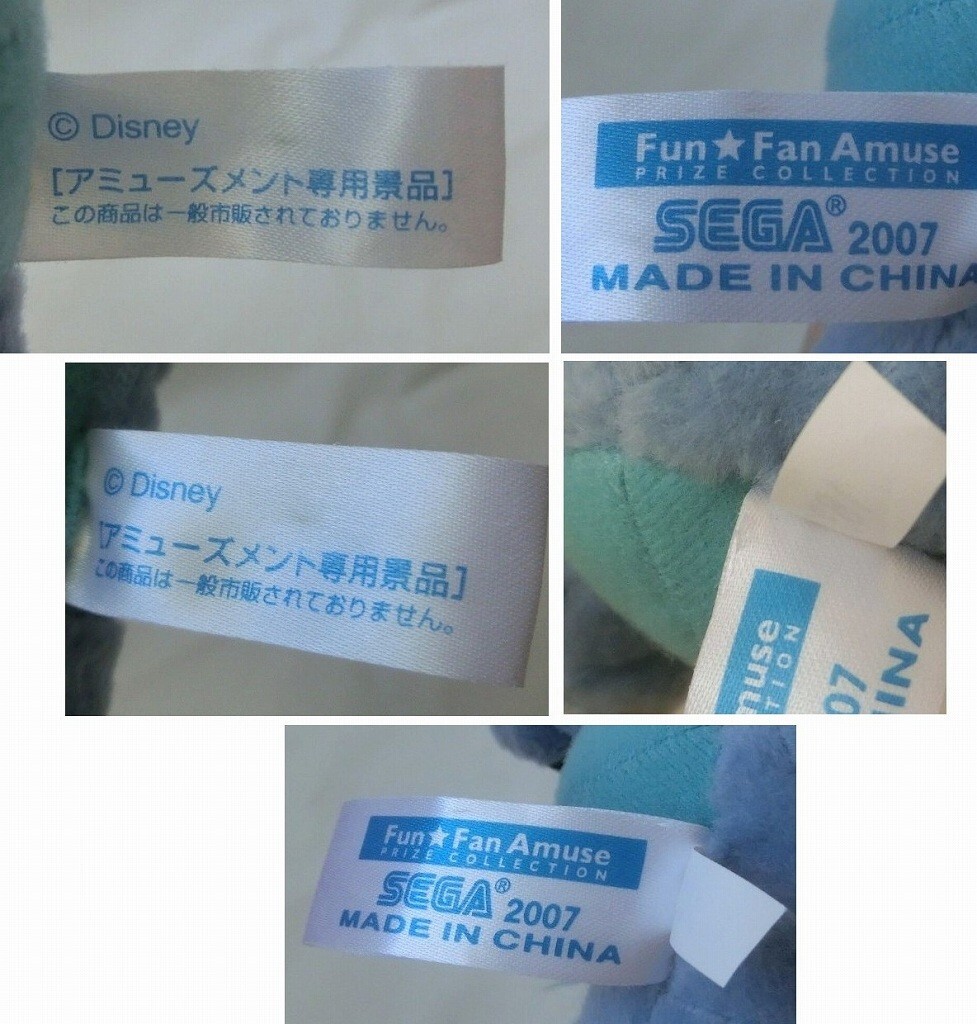 © Disney
[アミューズメント専用景品]
この商品は一般市販されておりません。
Fun★Fan Amuse
PRIZE COLLECTION
SEGA® 2007
MADE IN CHINA
© Disney
[アミューズメント専用景品]
この商品は一般市販されておりません。
muse
TION
07
INA
Fun★Fan Amuse
PRIZE COLLECTION
SEGA® 2007
MADE IN CHINA